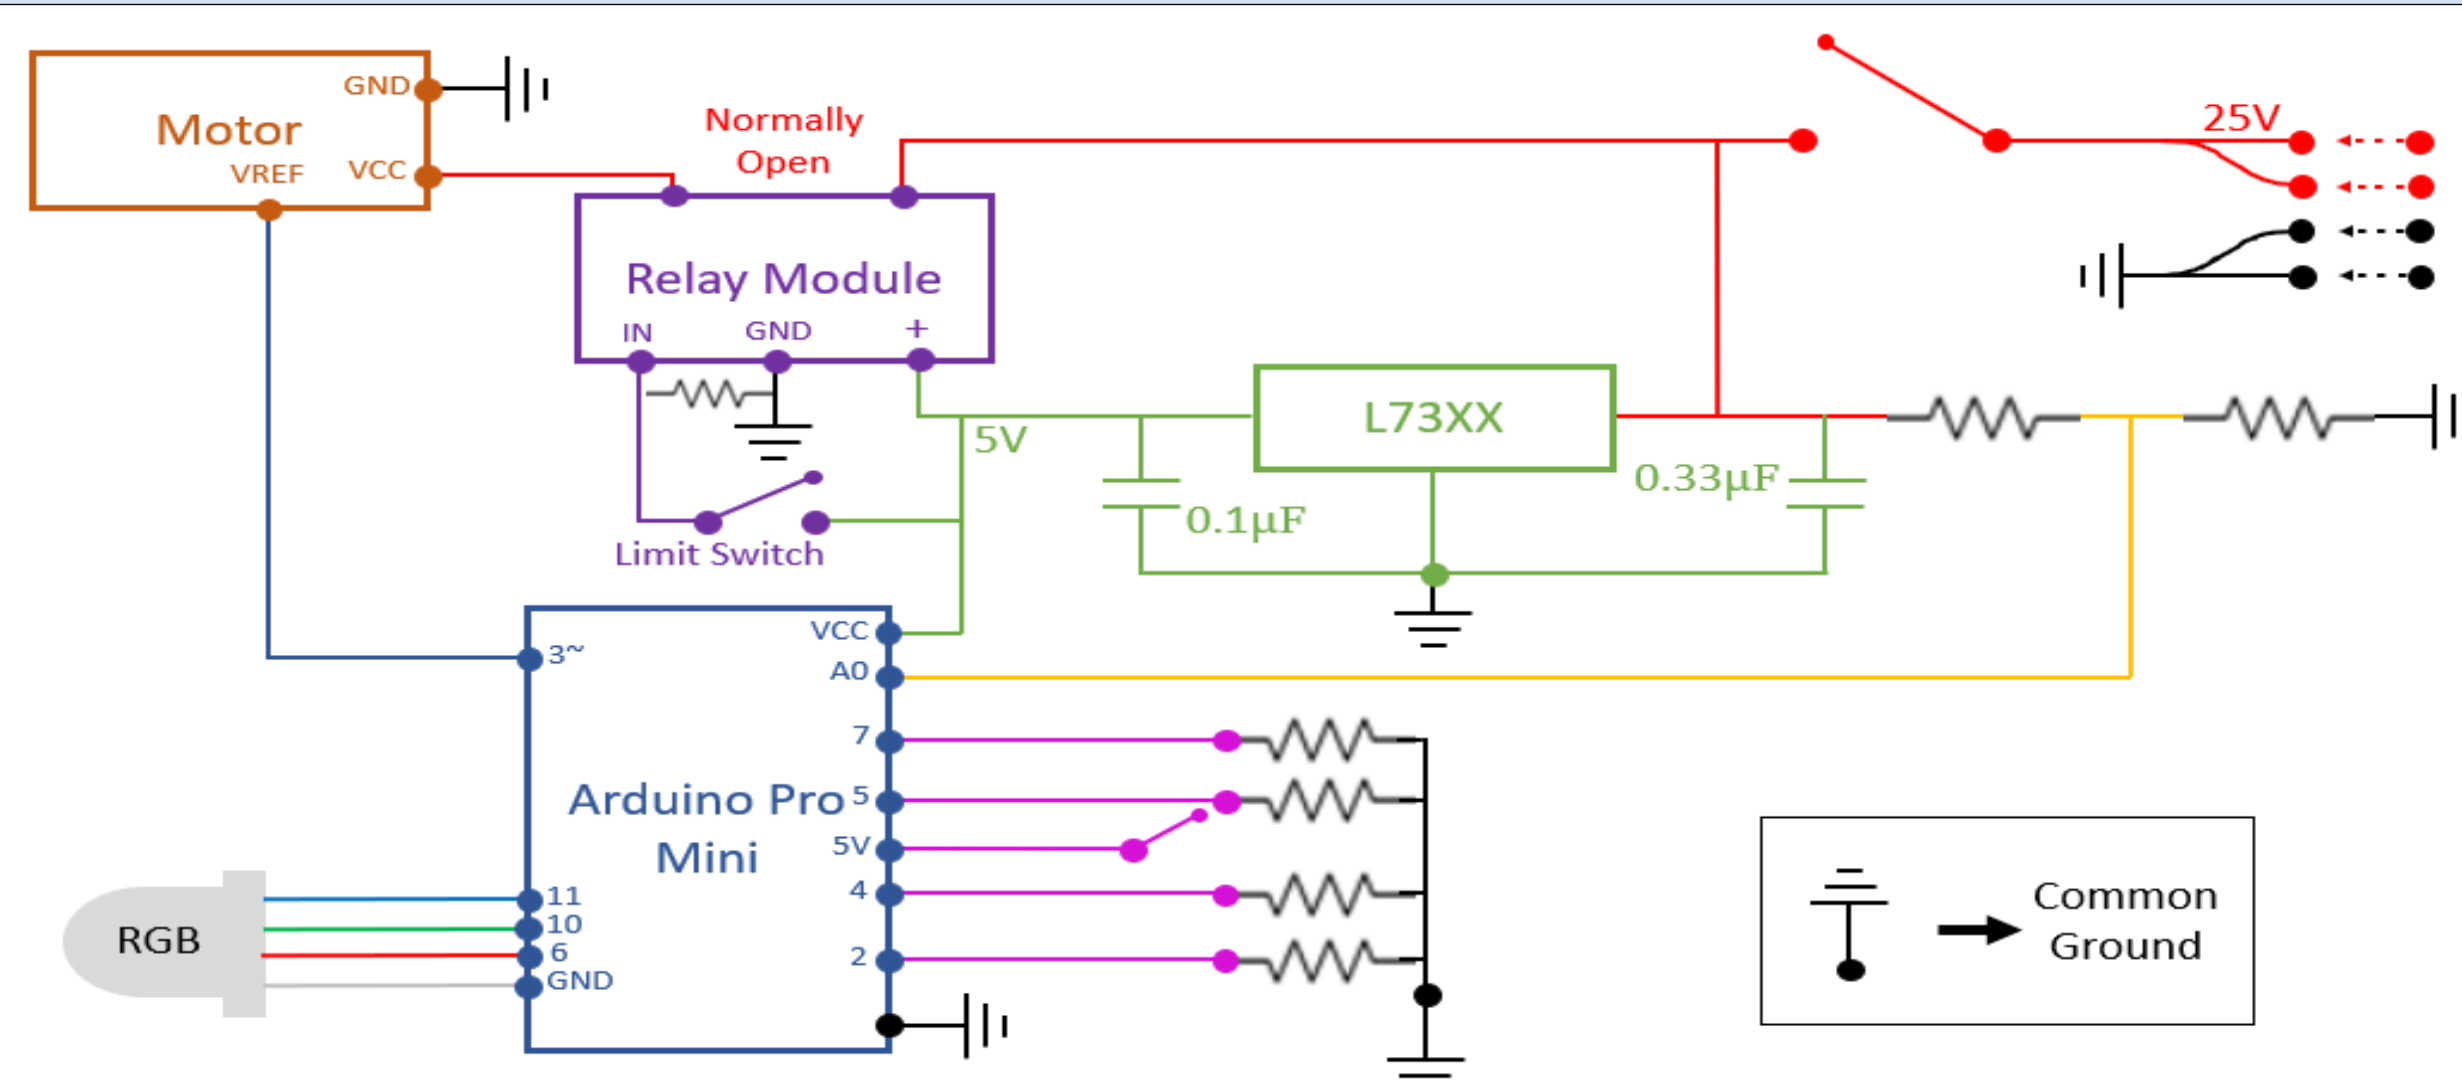 GND
Motor
VREF
VCC
Normally
Open
25V
Relay Module
IN
GND
+
5V
L73XX
0.1μF
0.33μF
Limit Switch
3~
VCC
A0
7
Arduino Pro
Mini
5
5V
4
2
RGB
11
10
6
GND
Common
Ground